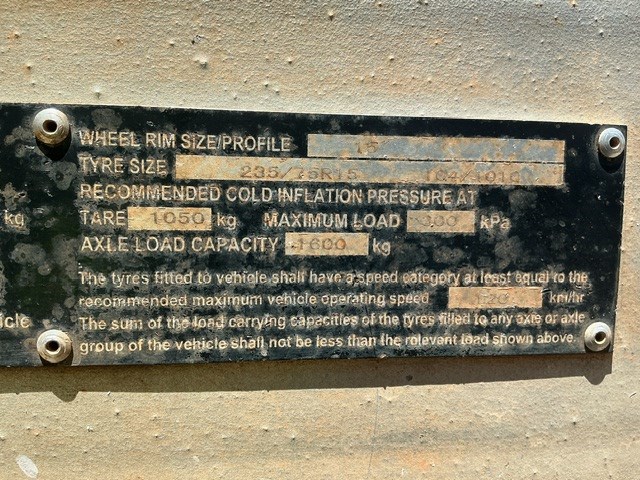 WHEEL RIM SIZE/PROFILE 15
TYRE SIZE 235/75R15 104/101
RECOMMENDED COLD INFLATION PRESSURE AT
kg TARE 1050 kg MAXIMUM LOAD 300 kPa
AXLE LOAD CAPACITY 1600 kg
The tyres fitted to vehicle shall have a speed category at least equal to the
recommended maximum vehicle operating speed 120 km/hr
icle The sum of the load carrying capacities of the tyres filled to any axle or axle
group of the vehicle shall not be less than the relevant load shown above.